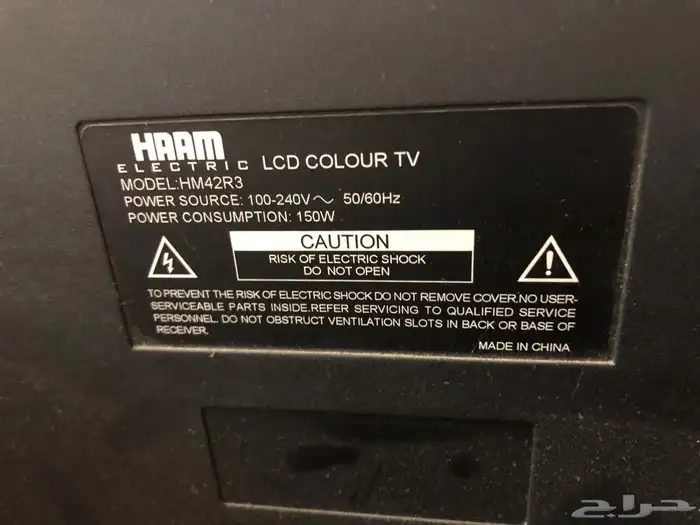 HAAM
ELECTRIC LCD COLOUR TV
MODEL:HM42R3
POWER SOURCE: 100-240V～ 50/60Hz
POWER CONSUMPTION: 150W
CAUTION
RISK OF ELECTRIC SHOCK
DO NOT OPEN
TO PREVENT THE RISK OF ELECTRIC SHOCK DO NOT REMOVE COVER.NO USER-
SERVICEABLE PARTS INSIDE.REFER SERVICING TO QUALIFIED SERVICE
PERSONNEL. DO NOT OBSTRUCT VENTILATION SLOTS IN BACK OR BASE OF
RECEIVER.
MADE IN CHINA
حراج